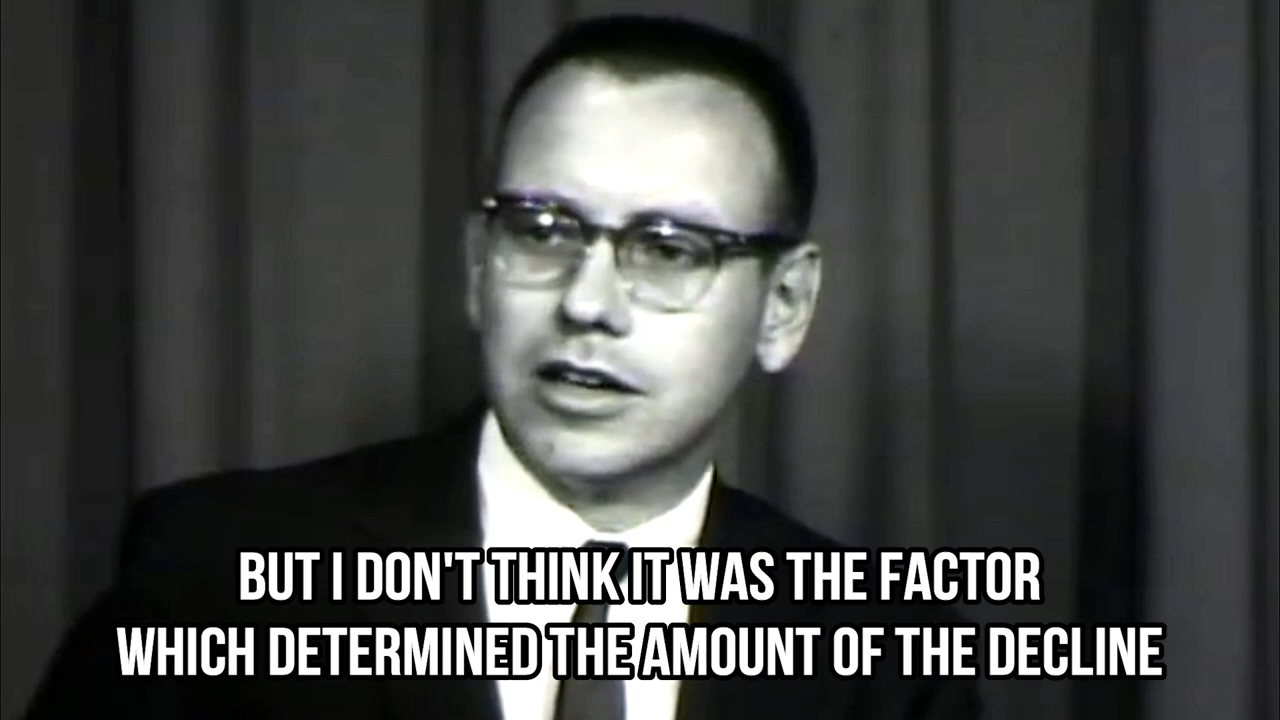 BUT I DON'T THINK IT WAS THE FACTOR
WHICH DETERMINED THE AMOUNT OF THE DECLINE